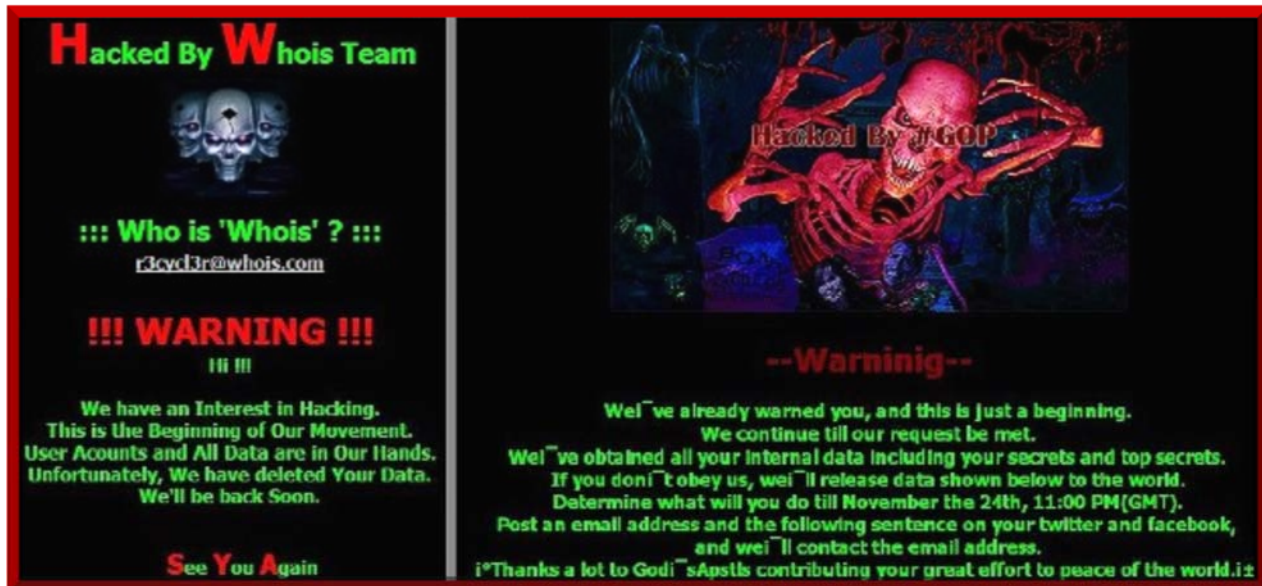 Hacked By Whois Team
::: Who is 'Whois' ? :::
r3cycl3r@whois.com
!!! WARNING !!!
Hi !!!
We have an Interest in Hacking.
This is the Beginning of Our Movement.
User Acounts and All Data are in Our Hands.
Unfortunately, We have deleted Your Data.
We'll be back Soon.
See You Again
Hacked By #GOP
--Warninig--
Wei¯ve already warned you, and this is just a beginning.
We continue till our request be met.
Wei¯ve obtained all your internal data including your secrets and top secrets.
If you doni¯t obey us, wei¯ll release data shown below to the world.
Determine what will you do till November the 24th, 11:00 PM(GMT).
Post an email address and the following sentence on your twitter and facebook,
and wei¯ll contact the email address.
i°Thanks a lot to Godi¯sApstls contributing your great effort to peace of the world.i±